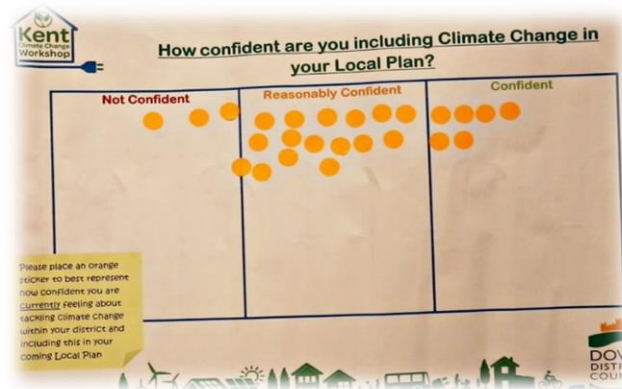 Kent
Climate Change
Workshop
How confident are you including Climate Change in
your Local Plan?
Not Confident
Reasonably Confident
Confident
Please place an orange
sticker to best represent
how confident you are
currently feeling about
tackling Climate Change
within your district and
including this in your
coming Local Plan
DOV
DISTR
COUN